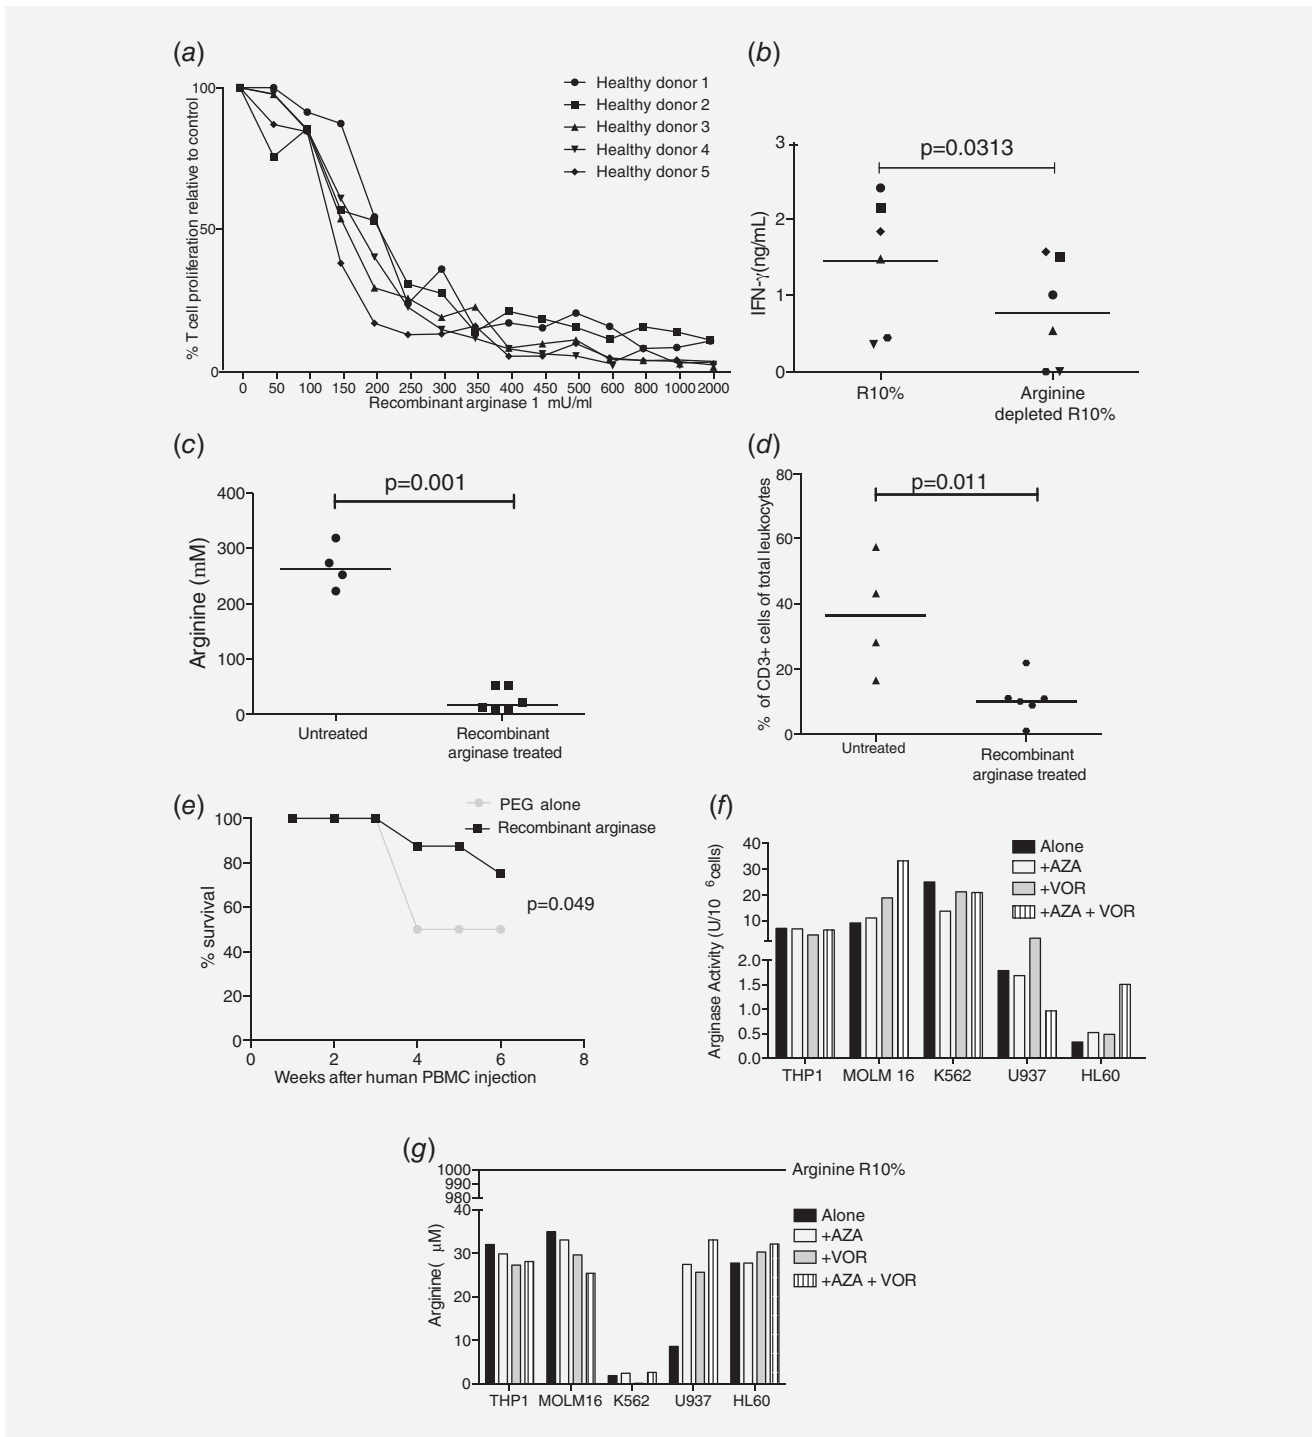 (a)
% T cell proliferation relative to control
100
50
0
0 50 100 150 200 250 300 350 400 450 500 600 800 1000 2000
Recombinant arginase 1 mU/ml
Healthy donor 1
Healthy donor 2
Healthy donor 3
Healthy donor 4
Healthy donor 5
(b)
IFN-γ(ng/mL)
3
2
1
0
p=0.0313
R10%
Arginine
depleted R10%
(c)
Arginine (mM)
400
300
200
100
0
p=0.001
Untreated
Recombinant
arginase treated
(d)
% of CD3+ cells of total leukocytes
80
60
40
20
0
p=0.011
Untreated
Recombinant
arginase treated
(e)
% survival
100
80
60
40
20
0
0 2 4 6 8
Weeks after human PBMC injection
PEG alone
Recombinant arginase
p=0.049
(f)
Arginase Activity (U/10 6cells)
40
30
20
10
2.0
1.5
1.0
0.5
0.0
THP1 MOLM 16 K562 U937 HL60
Alone
+AZA
+VOR
+AZA + VOR
(g)
Arginine( μM)
1000
990
980
40
30
20
10
0
Arginine R10%
THP1 MOLM16 K562 U937 HL60
Alone
+AZA
+VOR
+AZA + VOR